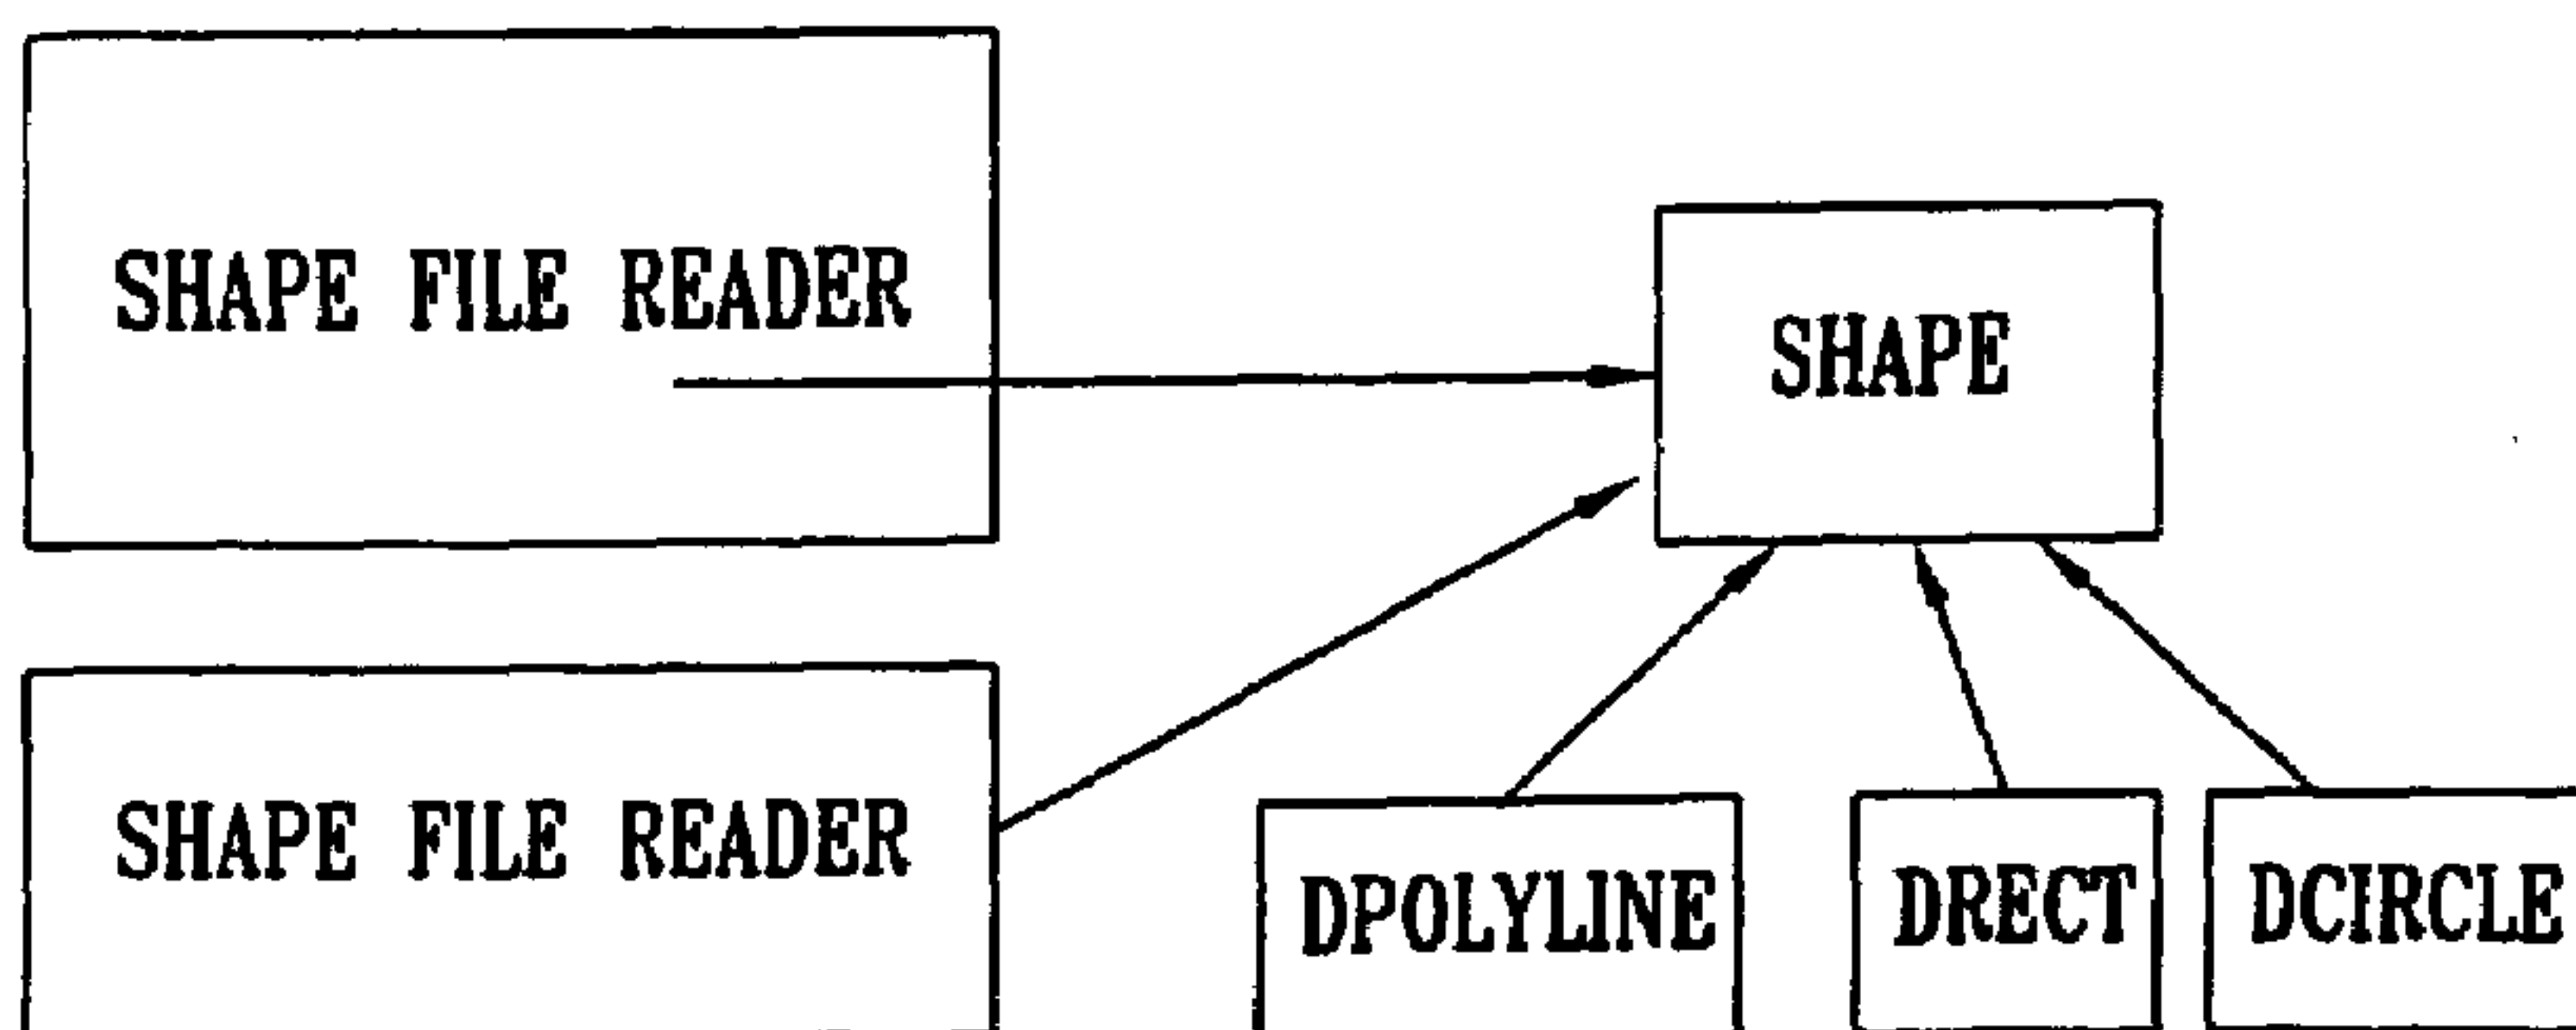 SHAPE FILE READER
SHAPE
SHAPE FILE READER
DPOLYLINE
DRECT
DCIRCLE